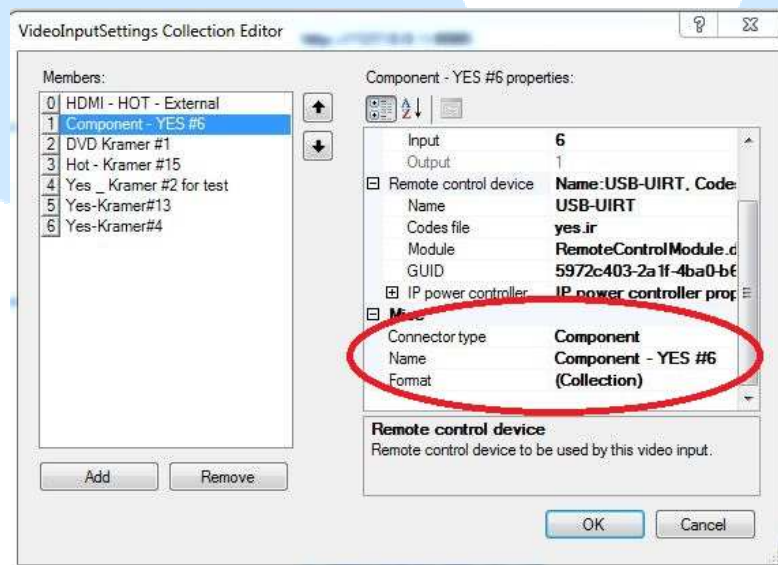 VideoInputSettings Collection Editor
Members:
0 HDMI - HOT - External
1 Component - YES #6
2 DVD Kramer #1
3 Hot - Kramer #15
4 Yes _ Kramer #2 for test
5 Yes-Kramer#13
6 Yes-Kramer#4
Add Remove
Component - YES #6 properties:
Input 6
Output 1
Remote control device Name:USB-UIRT, Code
Name USB-UIRT
Codes file yes.ir
Module RemoteControlModule.d
GUID 5972c403-2a1f-4ba0-b6
IP power controller IP power controller prop
Misc
Connector type Component
Name Component - YES #6
Format (Collection)
Remote control device
Remote control device to be used by this video input.
OK Cancel